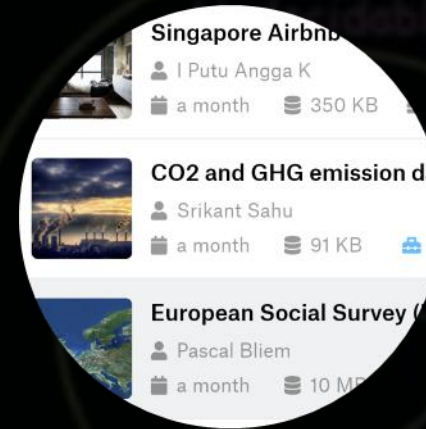 Singapore Airbnb
I Putu Angga K
a month 350 KB
CO2 and GHG emission
Srikant Sahu
a month 91 KB
European Social Survey
Pascal Bliem
a month 10